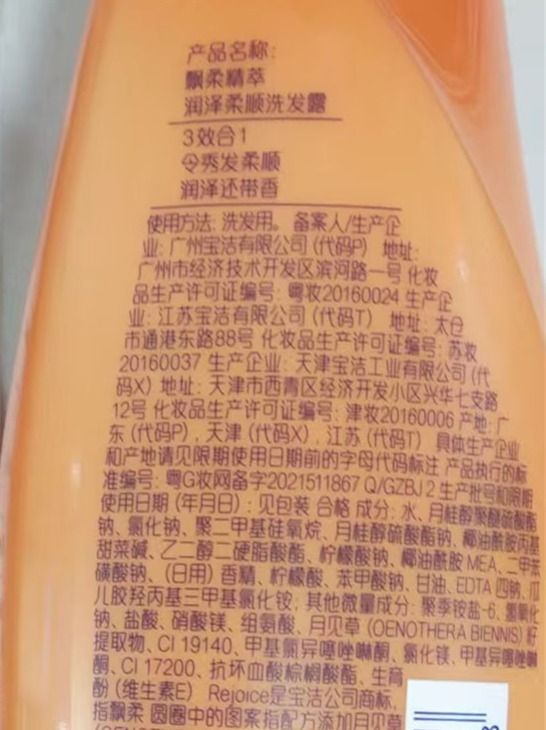 产品名称:
飘柔精萃
润泽柔顺洗发露
3效合1
令秀发柔顺
润泽还带香
使用方法: 洗发用。 备案人/生产企
业: 广州宝洁有限公司 (代码P) 地址:
广州市经济技术开发区滨河路一号 化妆
品生产许可证编号: 粤妆20160024 生产企
业: 江苏宝洁有限公司 (代码T) 地址: 太仓
市通港东路88号 化妆品生产许可证编号: 苏妆
20160037 生产企业: 天津宝洁工业有限公司 (代
码X) 地址: 天津市西青区经济开发小区兴华七支路
12号 化妆品生产许可证编号: 津妆20160006 产地: 广
东 (代码P) , 天津 (代码X) , 江苏 (代码T) 具体生产企业
和产地请见限期使用日期前的字母代码标注 产品执行的标
准编号: 粤G妆网备字2021511867 Q/GZBJ 2 生产批号和限期
使用日期 (年月日) : 见包装 合格 成分: 水、月桂醇聚醚硫酸酯
钠、氯化钠、聚二甲基硅氧烷、月桂醇硫酸酯钠、椰油酰胺丙基
甜菜碱、乙二醇二硬脂酸酯、柠檬酸钠、椰油酰胺 MEA、二甲苯
磺酸钠、(日用) 香精、柠檬酸、苯甲酸钠、甘油、EDTA 四钠、瓜
儿胶羟丙基三甲基氯化铵; 其他微量成分: 聚季铵盐-6、氢氧化
钠、盐酸、硝酸镁、组氨酸、月见草 (OENOTHERA BIENNIS) 籽
提取物、CI 19140、甲基氯异噻唑啉酮、氯化镁、甲基异噻唑啉
酮、CI 17200、抗坏血酸棕榈酸酯、生育
酚 (维生素E) Rejoice是宝洁公司商标,
指飘柔 圆圈中的图案指配方添加月见草